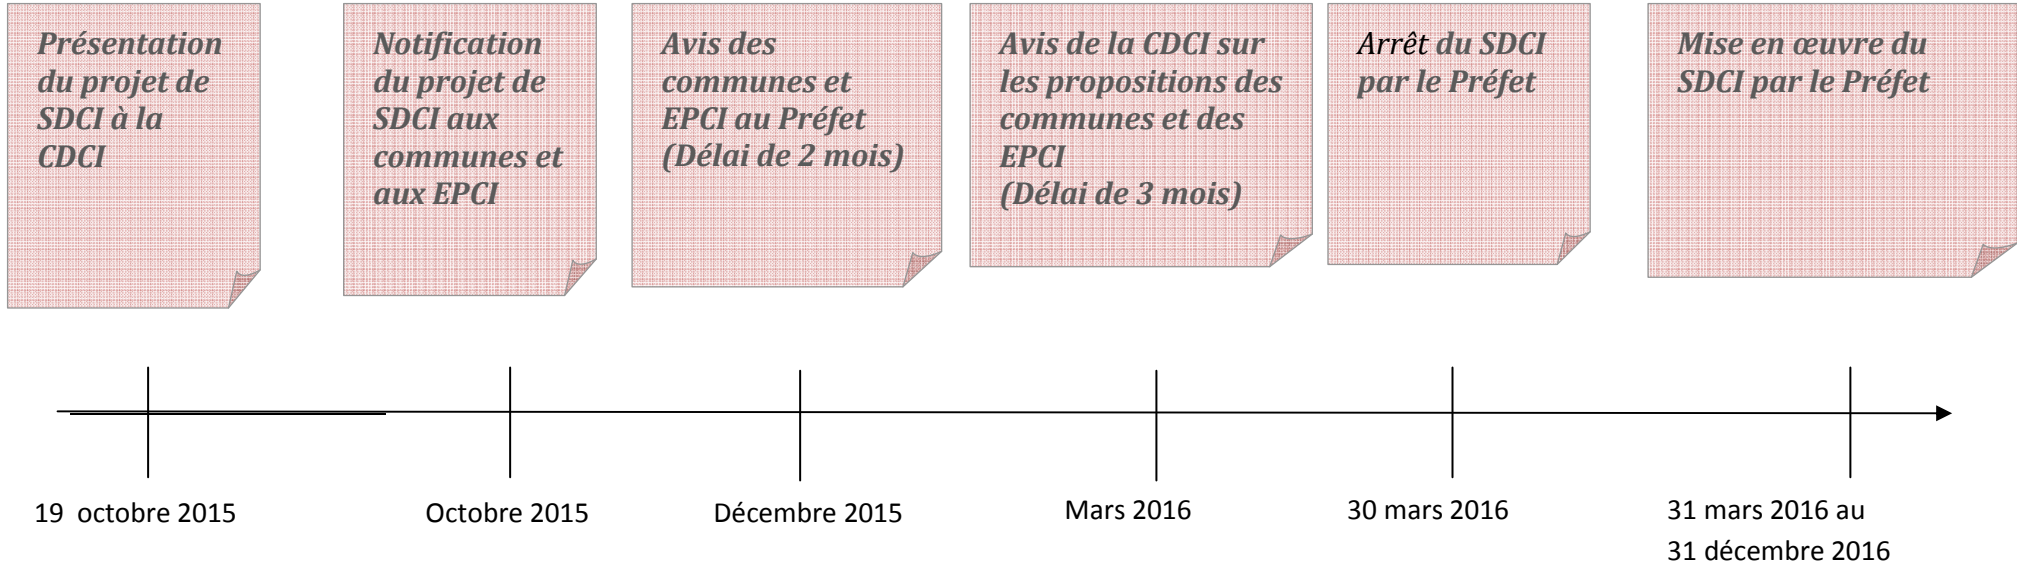 Présentation
du projet de
SDCI à la
CDCI
Notification
du projet de
SDCI aux
communes et
aux EPCI
Avis des
communes et
EPCI au Préfet
(Délai de 2 mois)
Avis de la CDCI sur
les propositions des
communes et des
EPCI
(Délai de 3 mois)
Arrêt du SDCI
par le Préfet
Mise en œuvre du
SDCI par le Préfet
19 octobre 2015
Octobre 2015
Décembre 2015
Mars 2016
30 mars 2016
31 mars 2016 au
31 décembre 2016